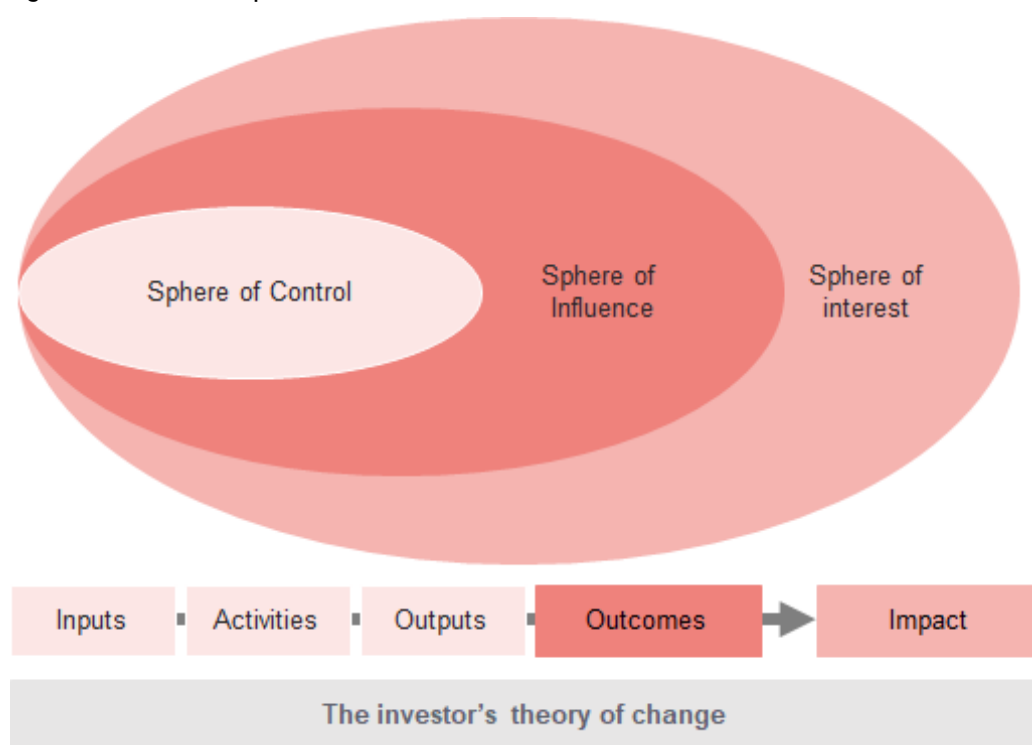 Sphere of Control
Sphere of
Influence
Sphere of
interest
Inputs
Activities
Outputs
Outcomes
Impact
The investor's theory of change